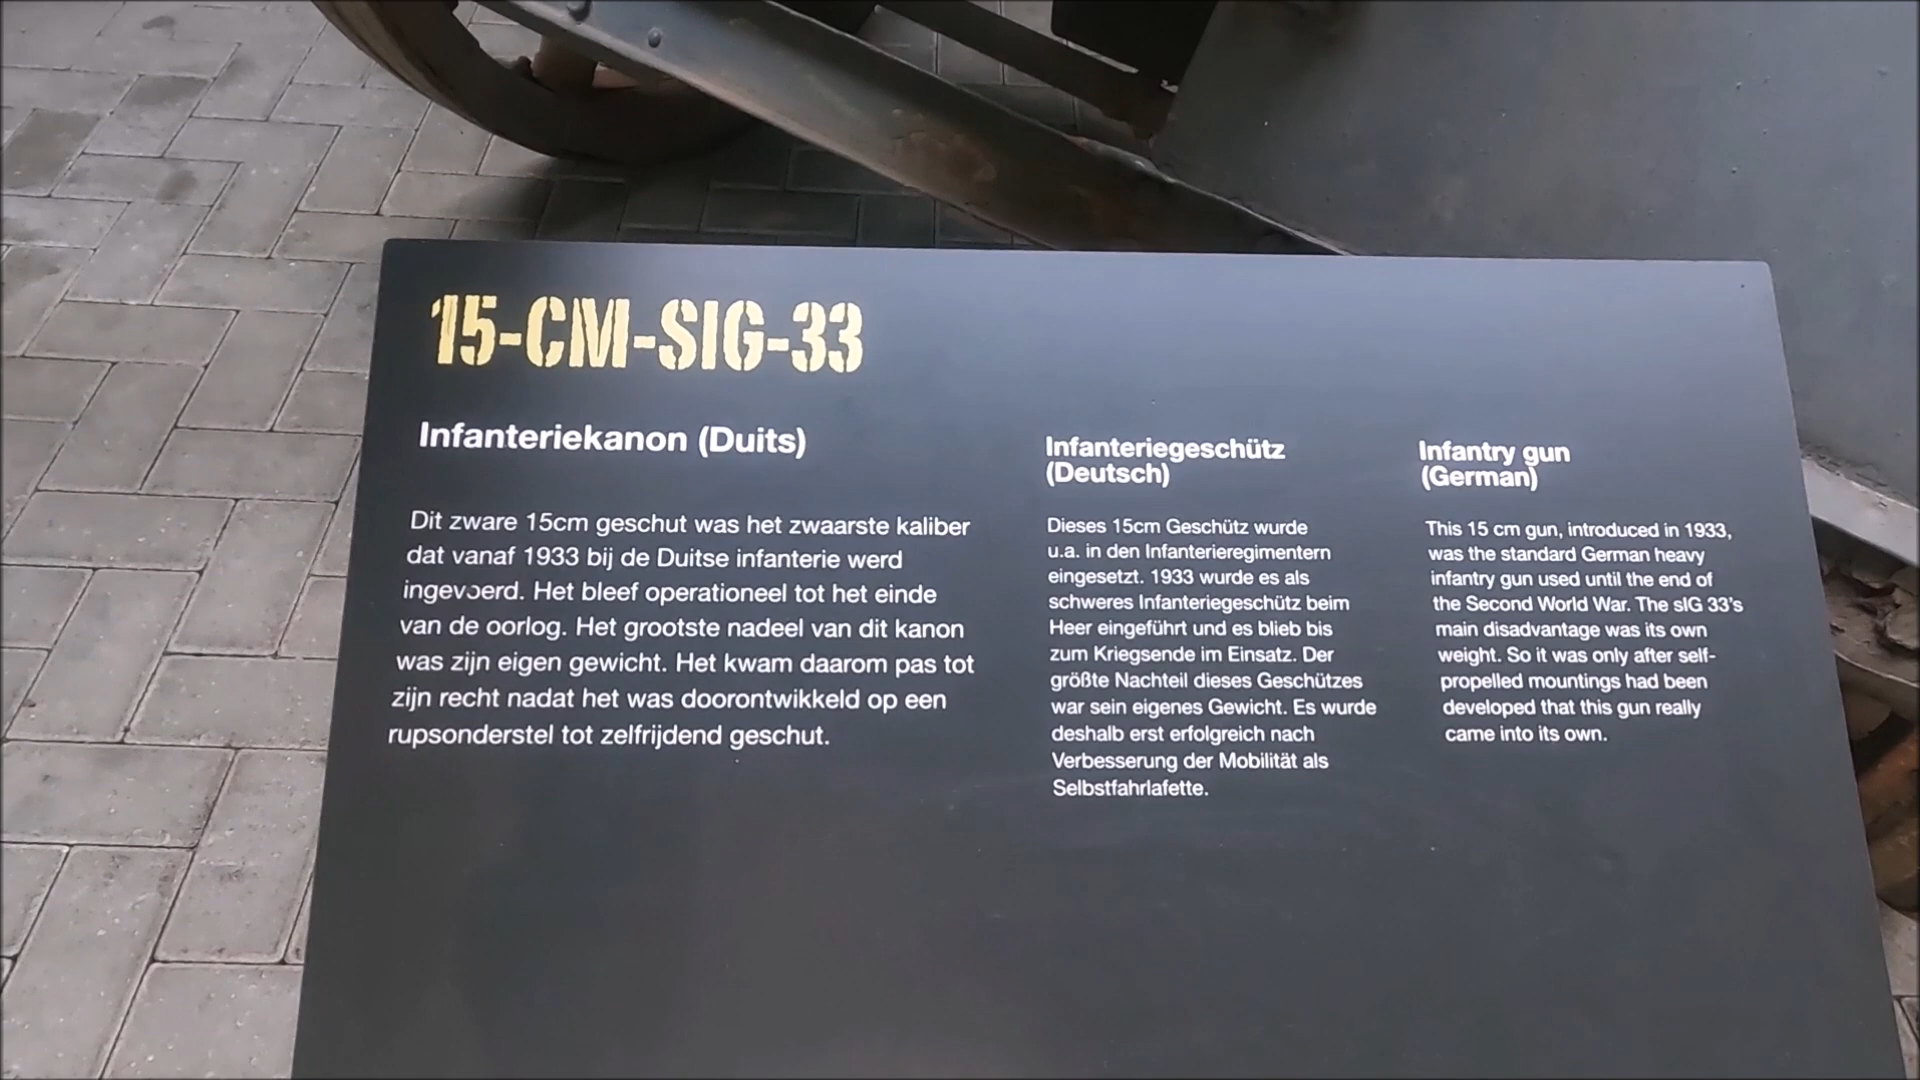 15-CM-SIG-33
Infanteriekanon (Duits)
Dit zware 15cm geschut was het zwaarste kaliber
dat vanaf 1933 bij de Duitse infanterie werd
ingevoerd. Het bleef operationeel tot het einde
van de oorlog. Het grootste nadeel van dit kanon
was zijn eigen gewicht. Het kwam daarom pas tot
zijn recht nadat het was doorontwikkeld op een
rupsonderstel tot zelfrijdend geschut.
Infanteriegeschütz
(Deutsch)
Dieses 15cm Geschütz wurde
u.a. in den Infanterieregimentern
eingesetzt. 1933 wurde es als
schweres Infanteriegeschütz beim
Heer eingeführt und es blieb bis
zum Kriegsende im Einsatz. Der
größte Nachteil dieses Geschützes
war sein eigenes Gewicht. Es wurde
deshalb erst erfolgreich nach
Verbesserung der Mobilität als
Selbstfahrlafette.
Infantry gun
(German)
This 15 cm gun, introduced in 1933,
was the standard German heavy
infantry gun used until the end of
the Second World War. The sIG 33's
main disadvantage was its own
weight. So it was only after self-
propelled mountings had been
developed that this gun really
came into its own.